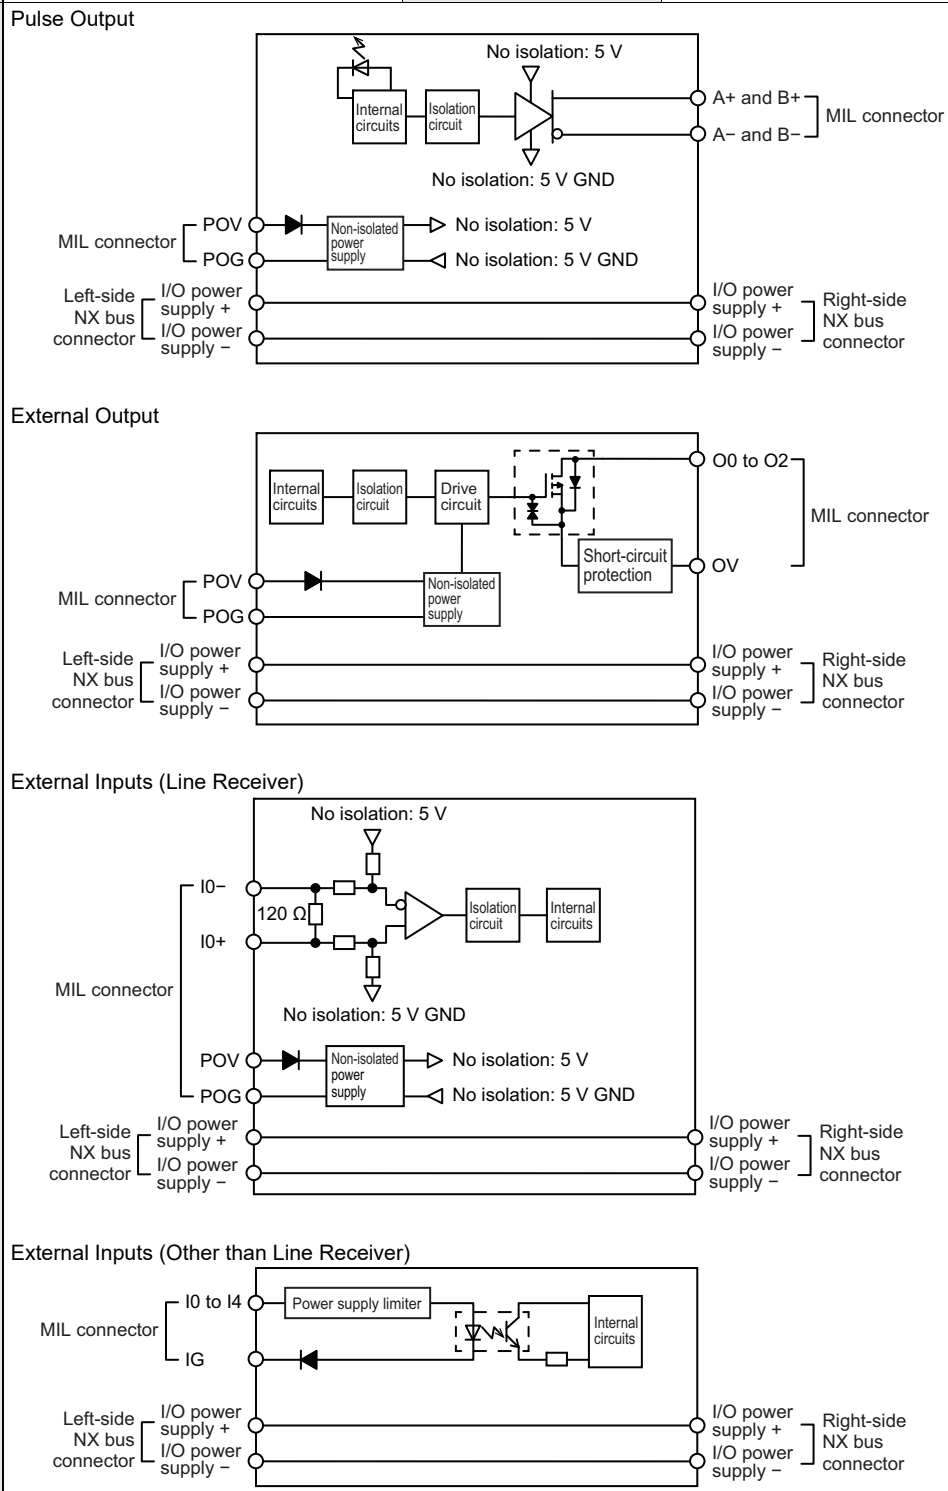 Pulse Output
No isolation: 5 V
Internal
circuits
Isolation
circuit
A+ and B+
A− and B−
MIL connector
No isolation: 5 V GND
MIL connector
POV
POG
Non-isolated
power
supply
No isolation: 5 V
No isolation: 5 V GND
Left-side
NX bus
connector
I/O power
supply +
I/O power
supply −
I/O power
supply +
I/O power
supply −
Right-side
NX bus
connector
External Output
Internal
circuits
Isolation
circuit
Drive
circuit
O0 to O2
MIL connector
Short-circuit
protection
OV
MIL connector
POV
POG
Non-isolated
power
supply
Left-side
NX bus
connector
I/O power
supply +
I/O power
supply −
I/O power
supply +
I/O power
supply −
Right-side
NX bus
connector
External Inputs (Line Receiver)
No isolation: 5 V
I0−
120 Ω
I0+
Isolation
circuit
Internal
circuits
MIL connector
No isolation: 5 V GND
POV
POG
Non-isolated
power
supply
No isolation: 5 V
No isolation: 5 V GND
Left-side
NX bus
connector
I/O power
supply +
I/O power
supply −
I/O power
supply +
I/O power
supply −
Right-side
NX bus
connector
External Inputs (Other than Line Receiver)
MIL connector
I0 to I4
IG
Power supply limiter
Internal
circuits
Left-side
NX bus
connector
I/O power
supply +
I/O power
supply −
I/O power
supply +
I/O power
supply −
Right-side
NX bus
connector